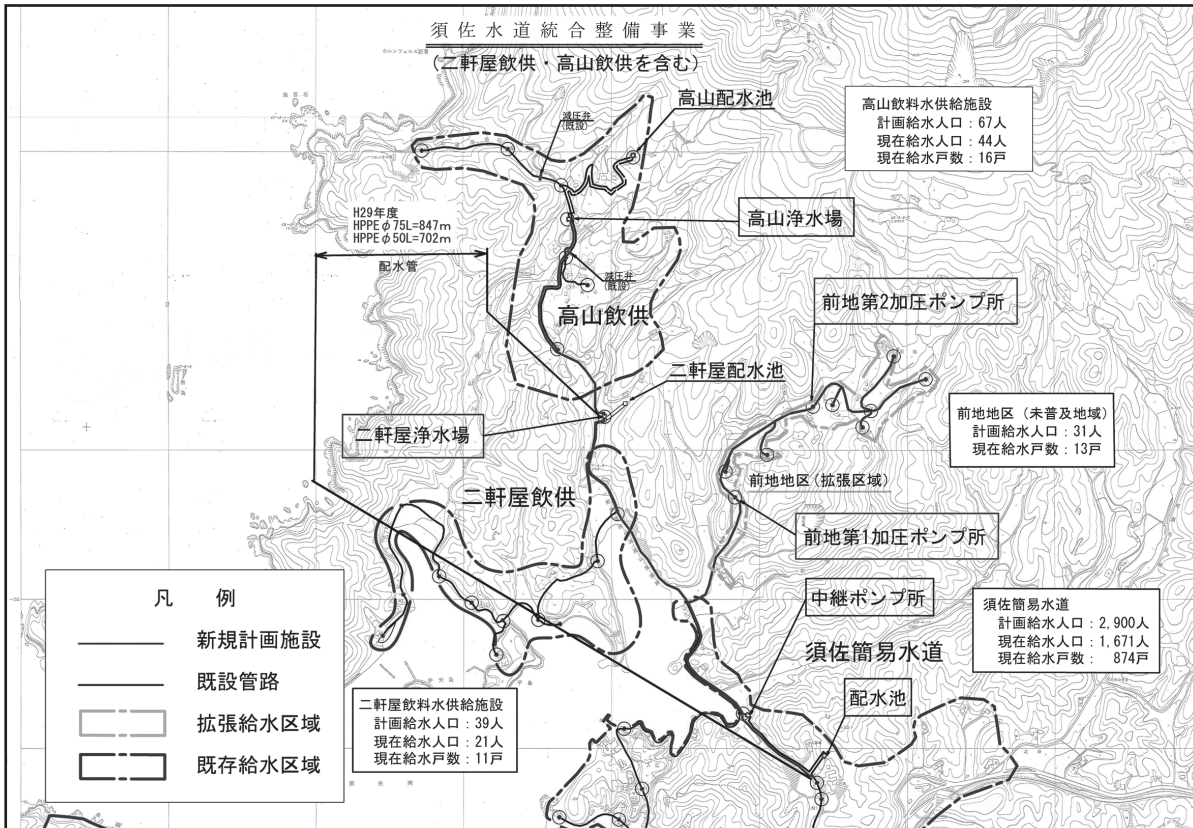 須佐水道統合整備事業
(二軒屋飲供・高山飲供を含む)
ホルンフェルス
高山配水池
減圧弁
(既設)
高山飲料水供給施設
計画給水人口:67人
現在給水人口:44人
現在給水戸数:16戸
H29年度
HPPEφ75L=847m
HPPEφ50L=702m
配水管
高山浄水場
減圧弁
(既設)
高山飲供
前地第2加圧ポンプ所
二軒屋配水池
二軒屋浄水場
前地地区(未普及地域)
計画給水人口:31人
現在給水戸数:13戸
前地地区(拡張区域)
二軒屋飲供
前地第1加圧ポンプ所
中継ポンプ所
須佐簡易水道
計画給水人口:2,900人
現在給水人口:1,671人
現在給水戸数: 874戸
須佐簡易水道
配水池
凡 例
新規計画施設
既設管路
拡張給水区域
既存給水区域
二軒屋飲料水供給施設
計画給水人口:39人
現在給水人口:21人
現在給水戸数:11戸
須佐湾